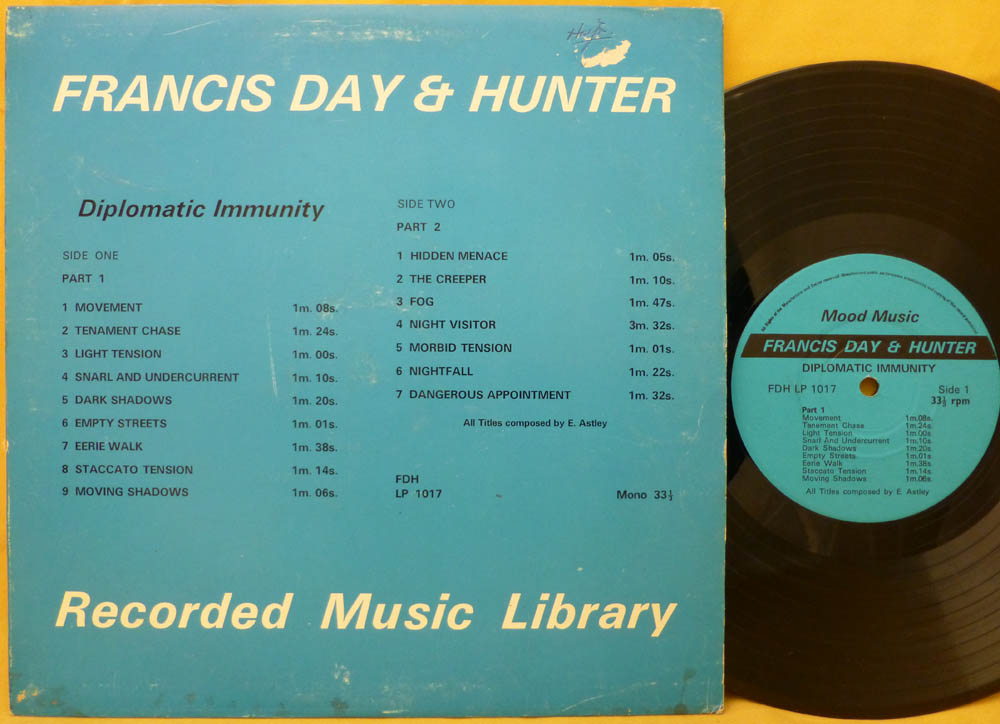 FRANCIS DAY & HUNTER
Diplomatic Immunity
SIDE ONE
PART 1
1 MOVEMENT 1m. 08s.
2 TENAMENT CHASE 1m. 24s.
3 LIGHT TENSION 1m. 00s.
4 SNARL AND UNDERCURRENT 1m. 10s.
5 DARK SHADOWS 1m. 20s.
6 EMPTY STREETS 1m. 01s.
7 EERIE WALK 1m. 38s.
8 STACCATO TENSION 1m. 14s.
9 MOVING SHADOWS 1m. 06s.
SIDE TWO
PART 2
1 HIDDEN MENACE 1m. 05s.
2 THE CREEPER 1m. 10s.
3 FOG 1m. 47s.
4 NIGHT VISITOR 3m. 32s.
5 MORBID TENSION 1m. 01s.
6 NIGHTFALL 1m. 22s.
7 DANGEROUS APPOINTMENT 1m. 32s.
All Titles composed by E. Astley
FDH
LP 1017 Mono 33⅓
Recorded Music Library
Mood Music
FRANCIS DAY & HUNTER
DIPLOMATIC IMMUNITY
FDH LP 1017 Side 1
33⅓ rpm
Part 1
Movement 1m.08s.
Tenament Chase 1m.24s.
Light Tension 1m.00s.
Snarl And Undercurrent 1m.10s.
Dark Shadows 1m.20s.
Empty Streets 1m.01s.
Eerie Walk 1m.38s.
Staccato Tension 1m.14s.
Moving Shadows 1m.06s.
All Titles composed by E. Astley